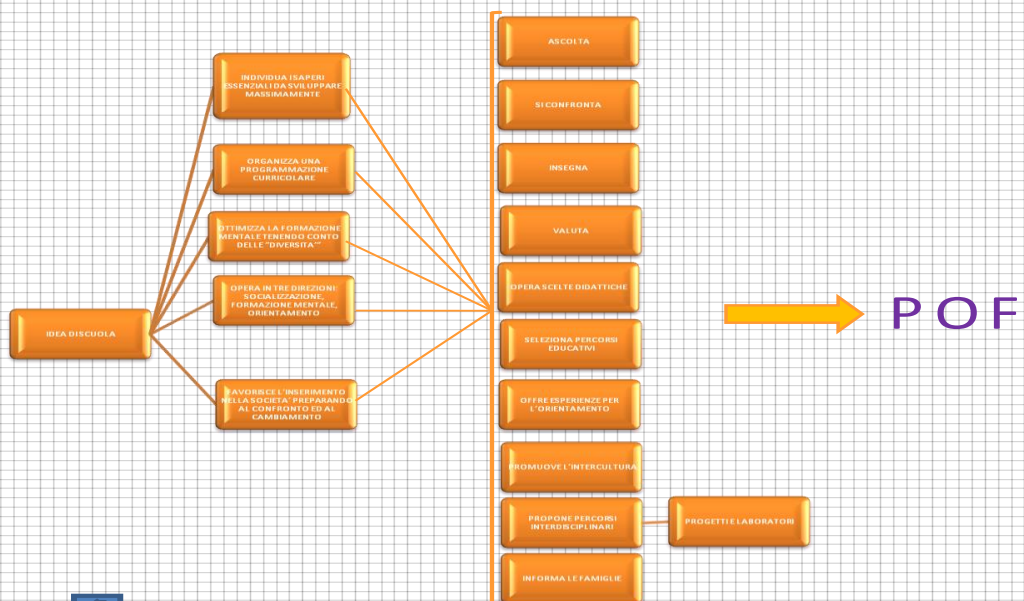 IDEA DI SCUOLA
INDIVIDUA I SAPERI
ESSENZIALI DA SVILUPPARE
MASSIMAMENTE
ORGANIZZA UNA
PROGRAMMAZIONE
CURRICOLARE
OTTIMIZZA LA FORMAZIONE
MENTALE TENENDO CONTO
DELLE "DIVERSITA'"
OPERA IN TRE DIREZIONI:
SOCIALIZZAZIONE,
FORMAZIONE MENTALE,
ORIENTAMENTO
FAVORISCE L'INSERIMENTO
NELLA SOCIETA' PREPARANDO
AL CONFRONTO ED AL
CAMBIAMENTO
ASCOLTA
SI CONFRONTA
INSEGNA
VALUTA
OPERA SCELTE DIDATTICHE
SELEZIONA PERCORSI
EDUCATIVI
OFFRE ESPERIENZE PER
L'ORIENTAMENTO
PROMUOVE L'INTERCULTURA
PROPONE PERCORSI
INTERDISCIPLINARI
INFORMA LE FAMIGLIE
PROGETTI E LABORATORI
P O F